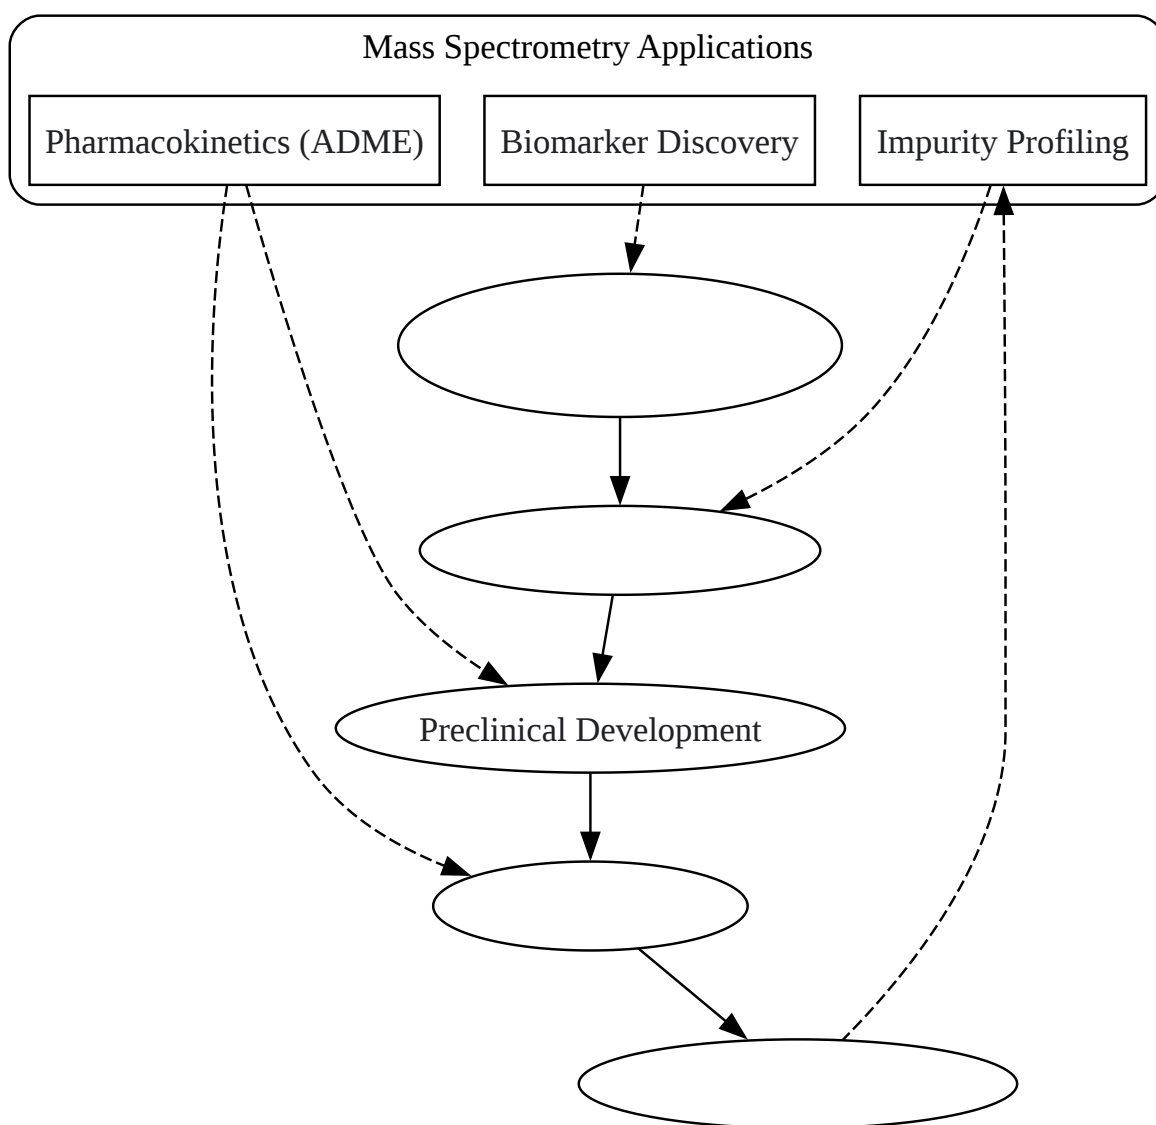 Mass Spectrometry Applications
Pharmacokinetics (ADME)
Biomarker Discovery
Impurity Profiling
Preclinical Development